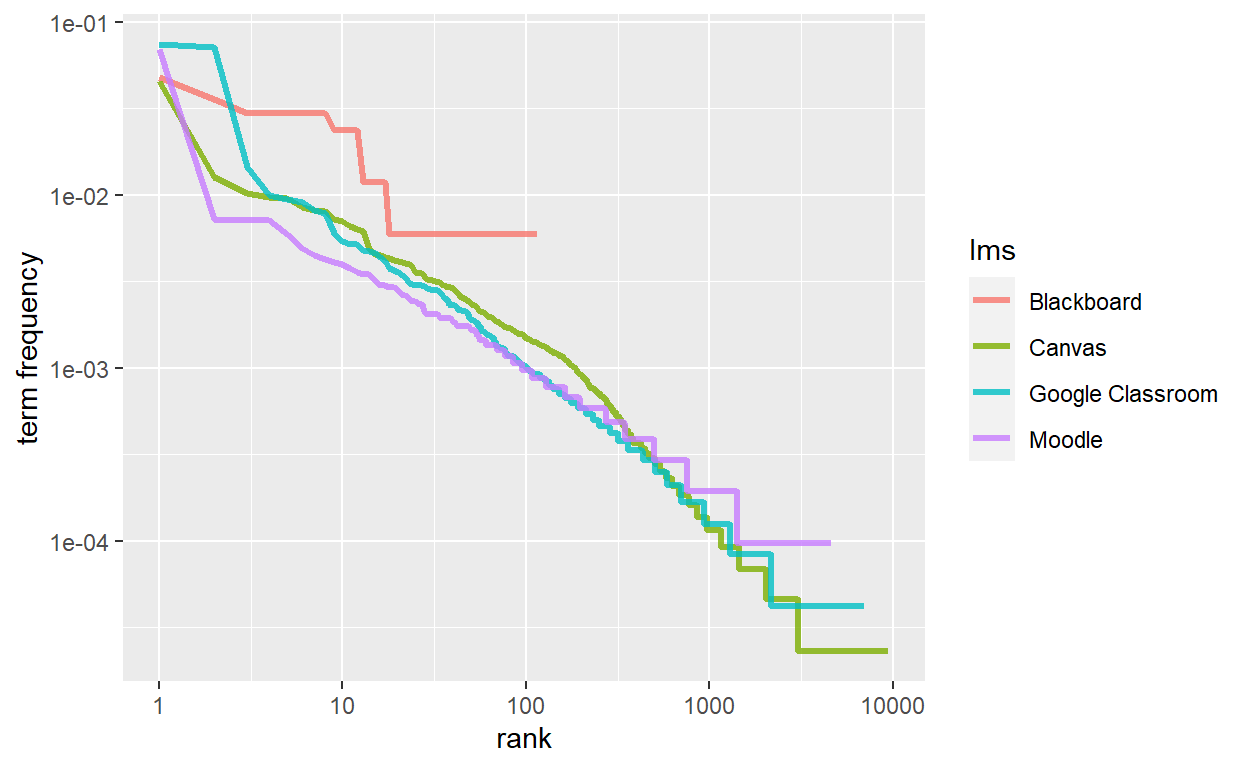 1e-01
1e-02
1e-03
1e-04
term frequency
1
10
100
1000
10000
rank
lms
Blackboard
Canvas
Google Classroom
Moodle